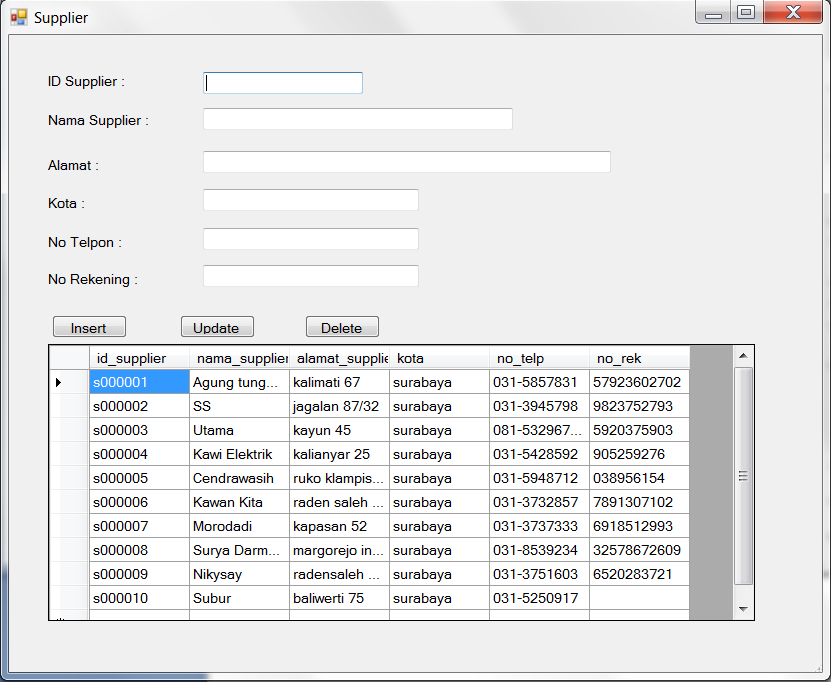 Supplier
ID Supplier :
Nama Supplier :
Alamat :
Kota :
No Telpon :
No Rekening :
Insert Update Delete
id_supplier nama_supplier alamat_supplie kota no_telp no_rek
s000001 Agung tung... kalimati 67 surabaya 031-5857831 57923602702
s000002 SS jagalan 87/32 surabaya 031-3945798 9823752793
s000003 Utama kayun 45 surabaya 081-532967... 5920375903
s000004 Kawi Elektrik kalianyar 25 surabaya 031-5428592 905259276
s000005 Cendrawasih ruko klampis... surabaya 031-5948712 038956154
s000006 Kawan Kita raden saleh ... surabaya 031-3732857 7891307102
s000007 Morodadi kapasan 52 surabaya 031-3737333 6918512993
s000008 Surya Darm... margorejo in... surabaya 031-8539234 32578672609
s000009 Nikysay radensaleh ... surabaya 031-3751603 6520283721
s000010 Subur baliwerti 75 surabaya 031-5250917